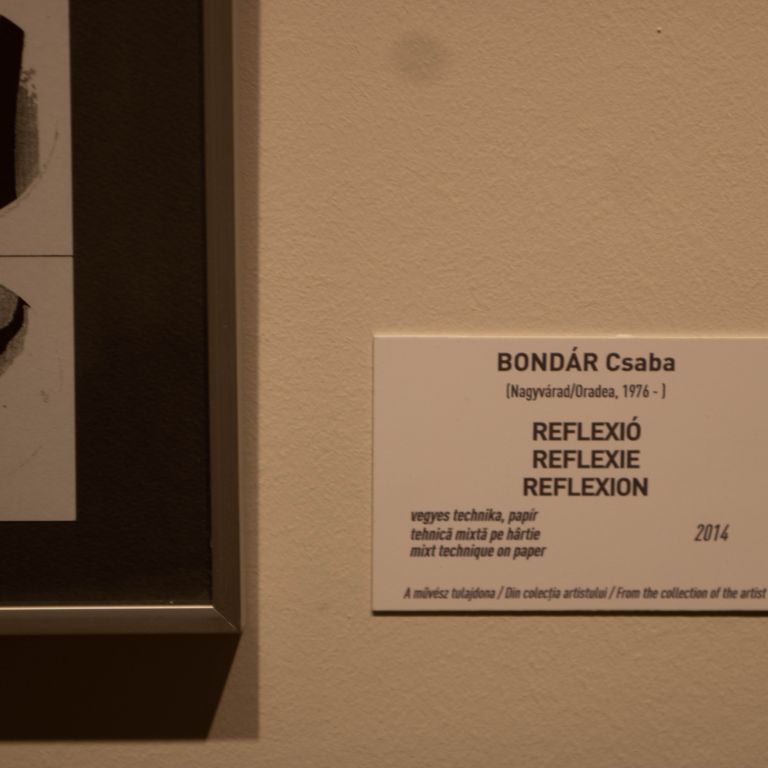 BONDÁR Csaba
(Nagyvárad/Oradea, 1976 - )
REFLEXIÓ
REFLEXIE
REFLEXION
vegyes technika, papír
tehnică mixtă pe hârtie
mixt technique on paper
2014
A művész tulajdona / Din colecția artistului / From the collection of the artist